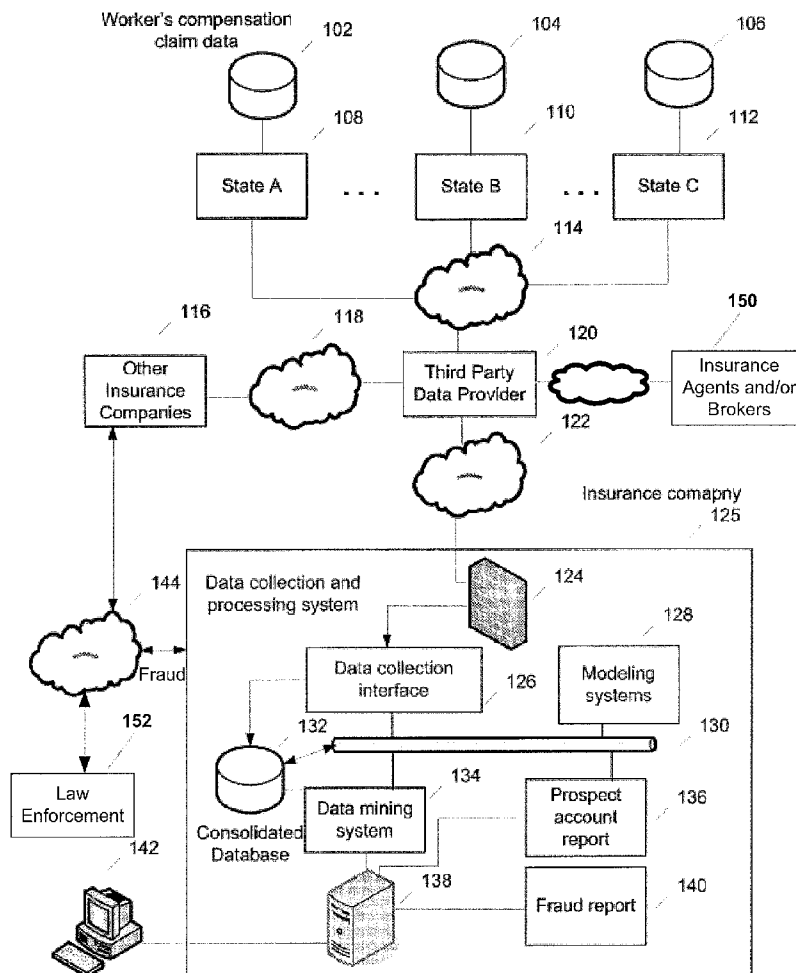 Worker's compensation
claim data
102
104
106
108
110
112
State A
. . .
State B
. . .
State C
114
116
118
120
150
Other
Insurance
Companies
Third Party
Data Provider
Insurance
Agents and/or
Brokers
122
Insurance comapny
125
144
Data collection and
processing system
124
128
Fraud
Data collection
interface
126
Modeling
systems
152
132
130
Law
Enforcement
134
Data mining
system
Prospect
account
report
136
Consolidated
Database
142
138
Fraud report
140